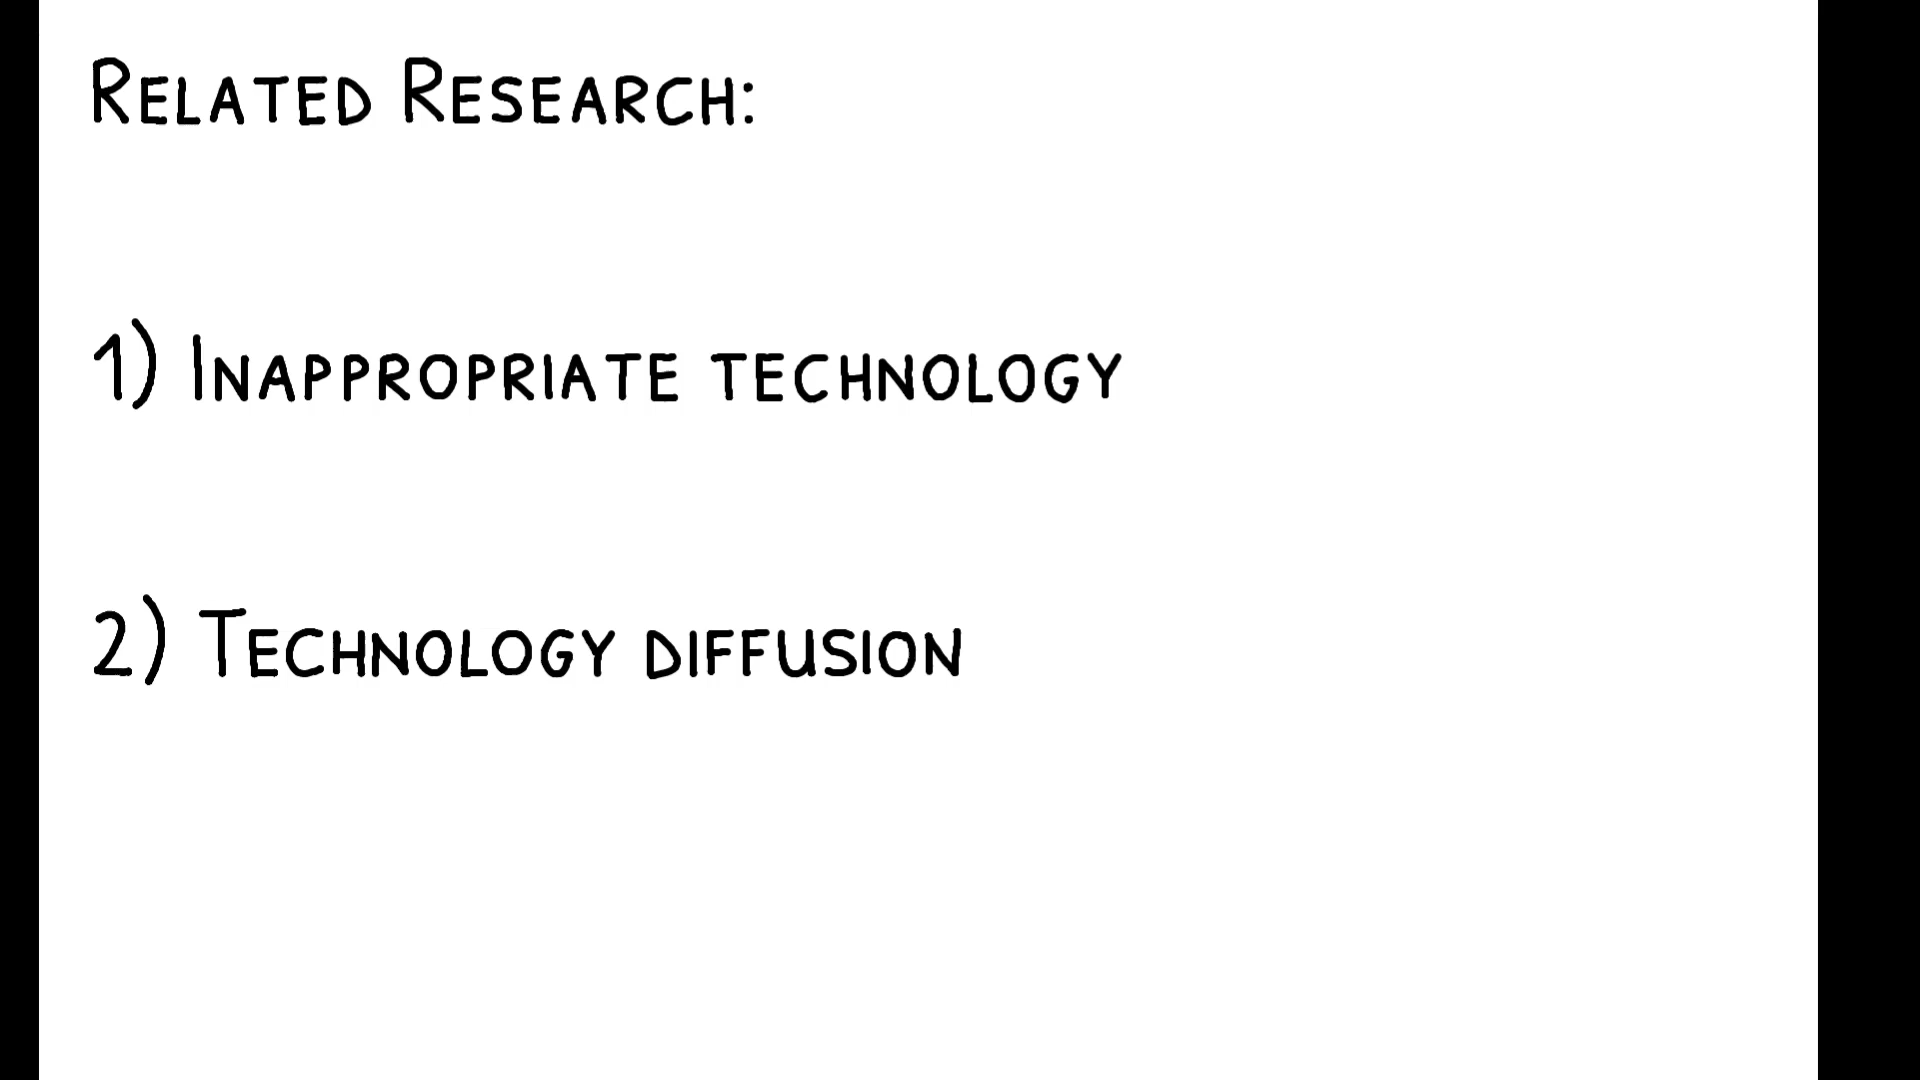 Related Research:
1) Inappropriate technology
2) Technology diffusion